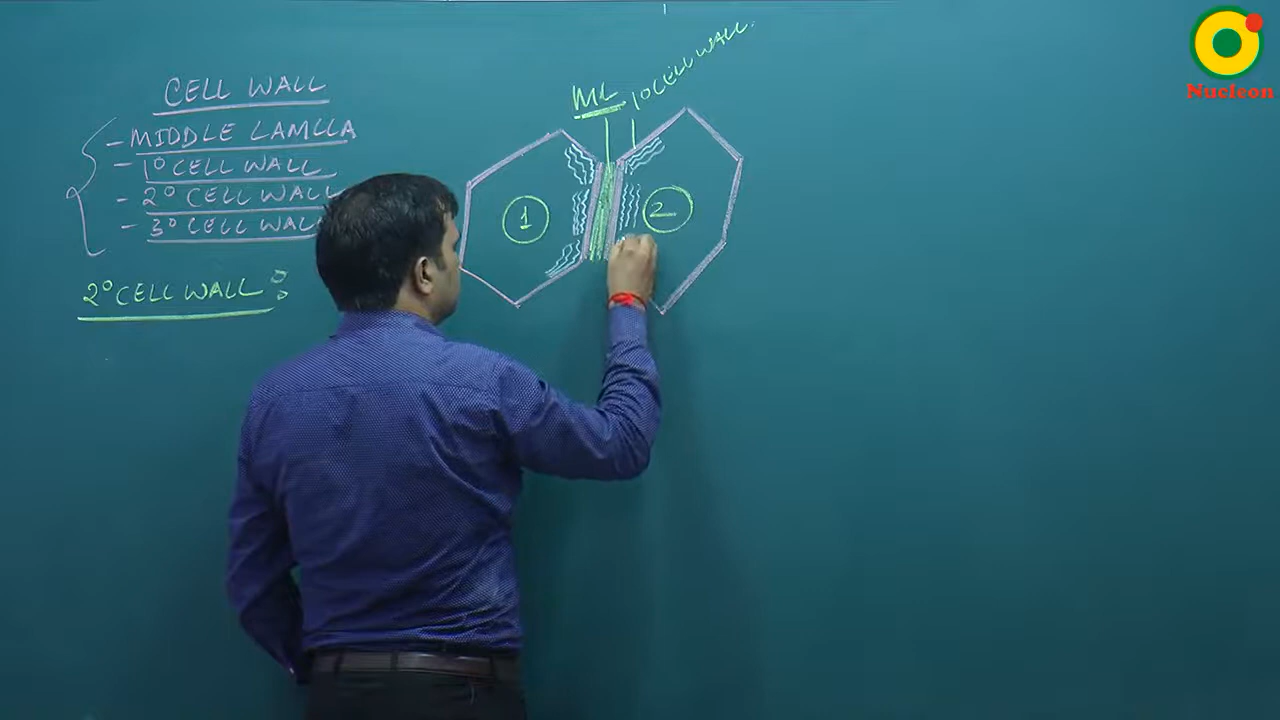 CELL WALL
- MIDDLE LAMLLA
- 1° CELL WALL
- 2° CELL WALL
- 3° CELL WALL
2° CELL WALL :
ML
1° CELL WALL
1
2
Nucleon